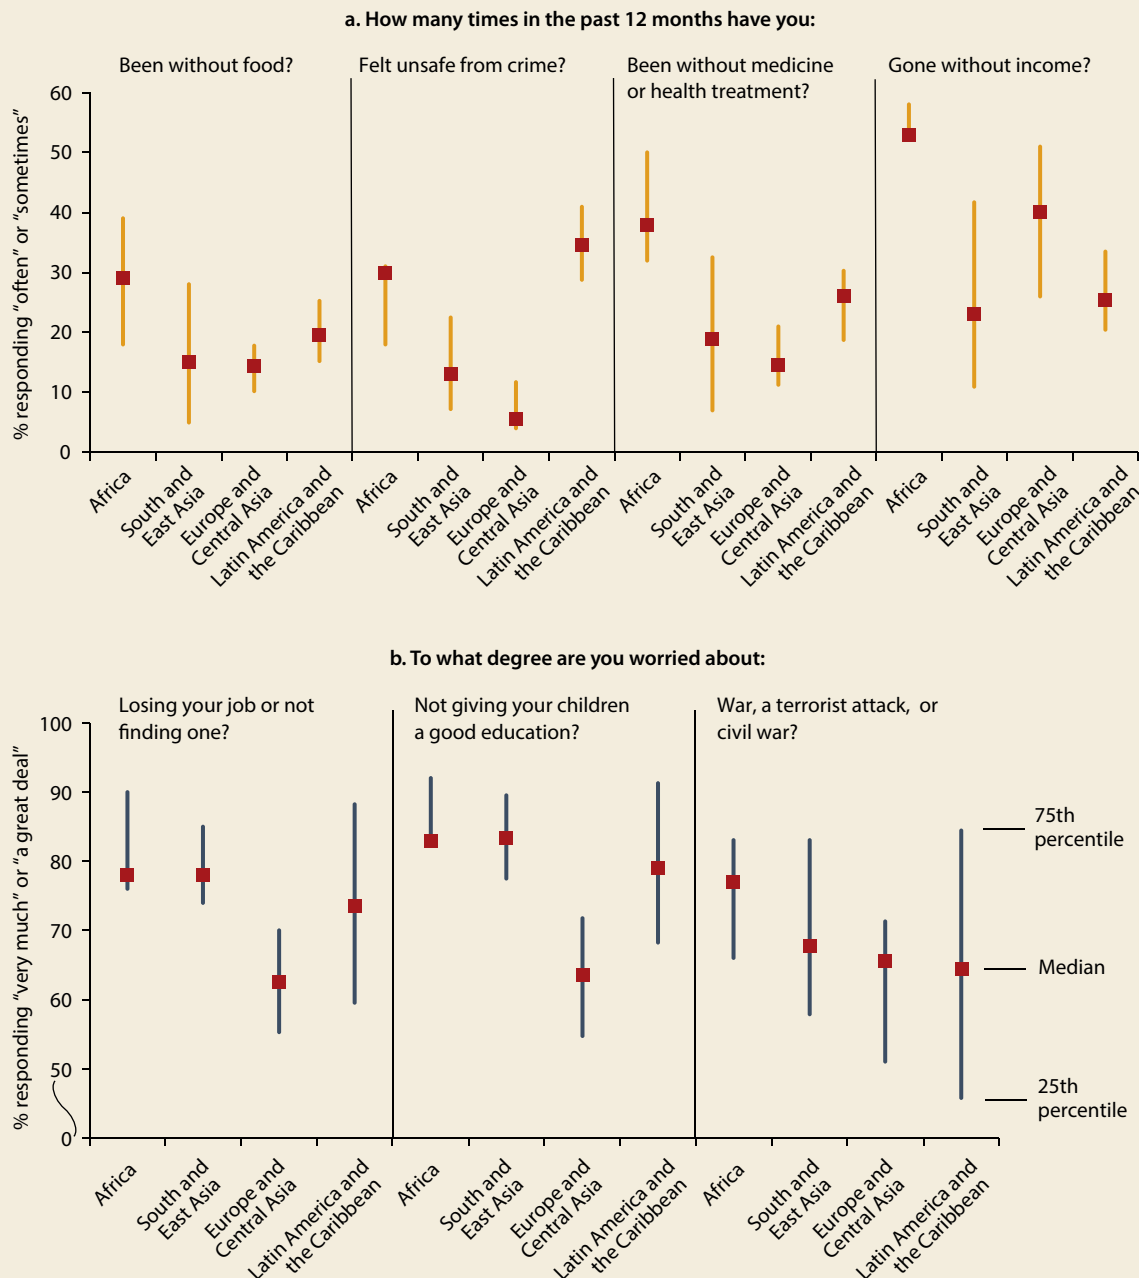 a. How many times in the past 12 months have you:
Been without food?
Felt unsafe from crime?
Been without medicine
or health treatment?
Gone without income?
% responding “often” or “sometimes”
60
50
40
30
20
10
0
Africa
South and
East Asia
Europe and
Central Asia
Latin America and
the Caribbean
Africa
South and
East Asia
Europe and
Central Asia
Latin America and
the Caribbean
Africa
South and
East Asia
Europe and
Central Asia
Latin America and
the Caribbean
Africa
South and
East Asia
Europe and
Central Asia
Latin America and
the Caribbean
b. To what degree are you worried about:
Losing your job or not
finding one?
Not giving your children
a good education?
War, a terrorist attack, or
civil war?
% responding “very much” or “a great deal”
100
90
80
70
60
50
0
75th
percentile
Median
25th
percentile
Africa
South and
East Asia
Europe and
Central Asia
Latin America and
the Caribbean
Africa
South and
East Asia
Europe and
Central Asia
Latin America and
the Caribbean
Africa
South and
East Asia
Europe and
Central Asia
Latin America and
the Caribbean